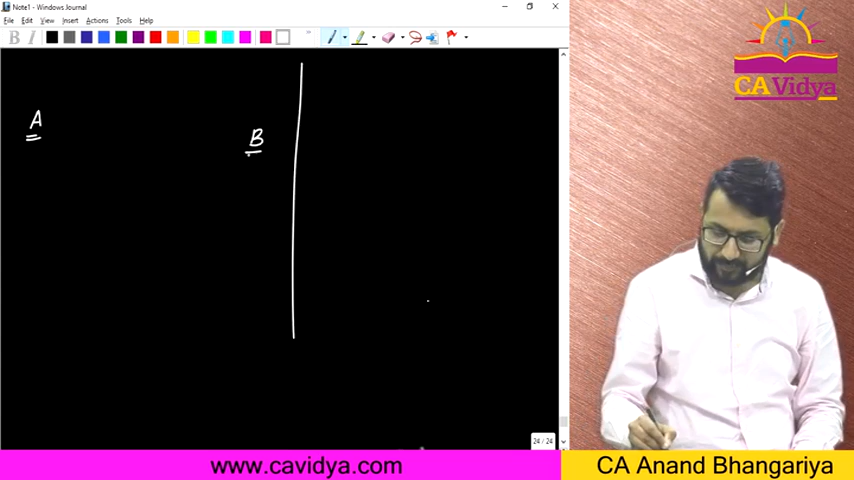 Note1 - Windows Journal
File Edit View Insert Actions Tools Help
B I
A
B
24 / 24
CA Vidya
www.cavidya.com
CA Anand Bhangariya